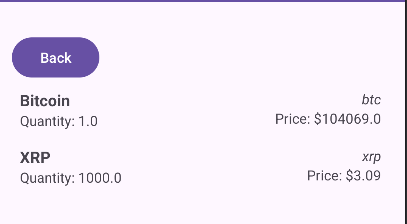 Back
Bitcoin btc
Quantity: 1.0 Price: $104069.0
XRP xrp
Quantity: 1000.0 Price: $3.09